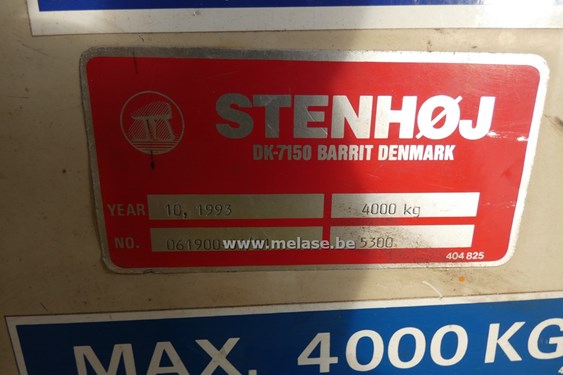 STENHØJ
DK-7150 BARRIT DENMARK
YEAR 10, 1993 4000 kg
NO. 061900 5300
www.melase.be
404 825
MAX. 4000 KG